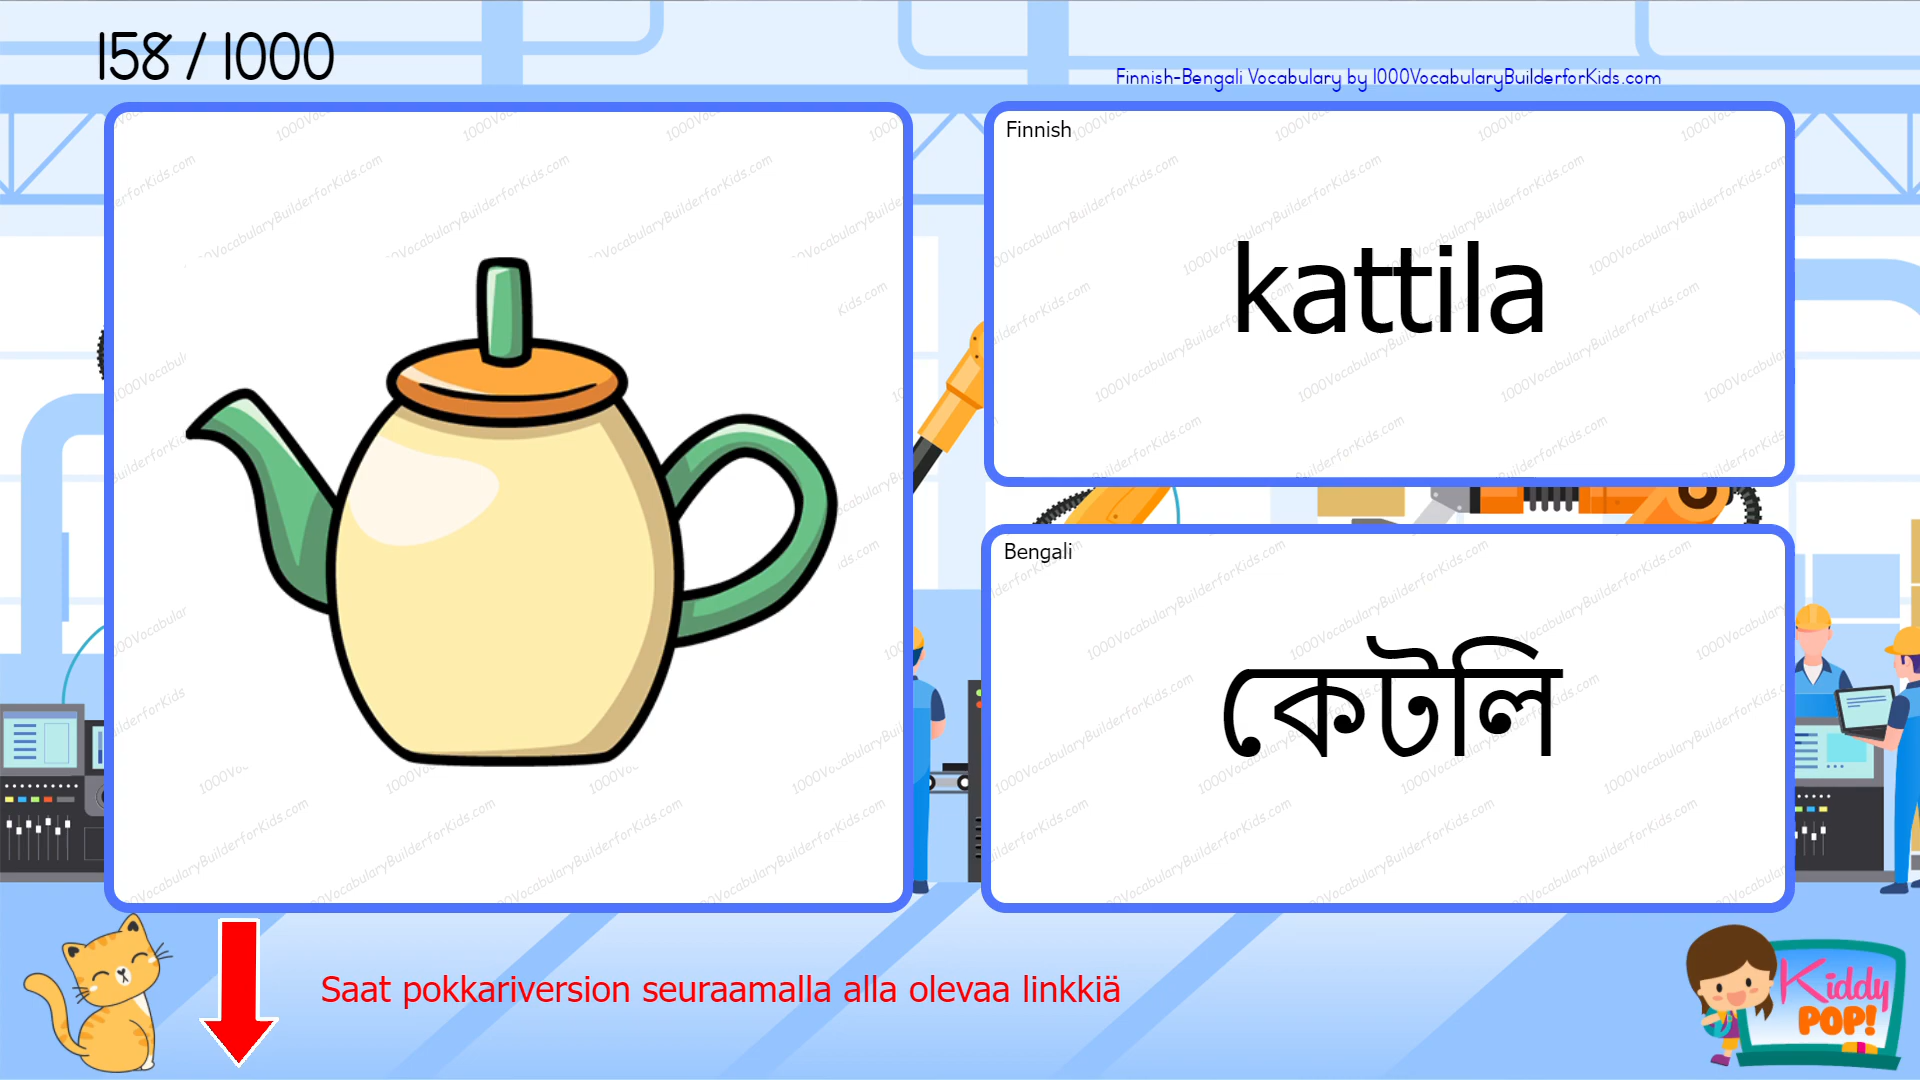 158 / 1000
Finnish-Bengali Vocabulary by 1000VocabularyBuilderforKids.com
Finnish
kattila
Bengali
কেটলি
Saat pokkariversion seuraamalla alla olevaa linkkiä
Kiddy
POP!